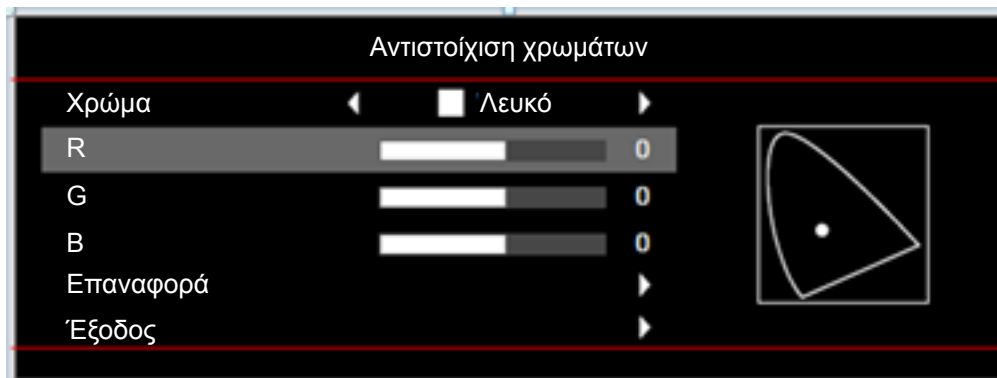 Αντιστοίχιση χρωμάτων
Χρώμα Λευκό
R 0
G 0
B 0
Επαναφορά
Έξοδος